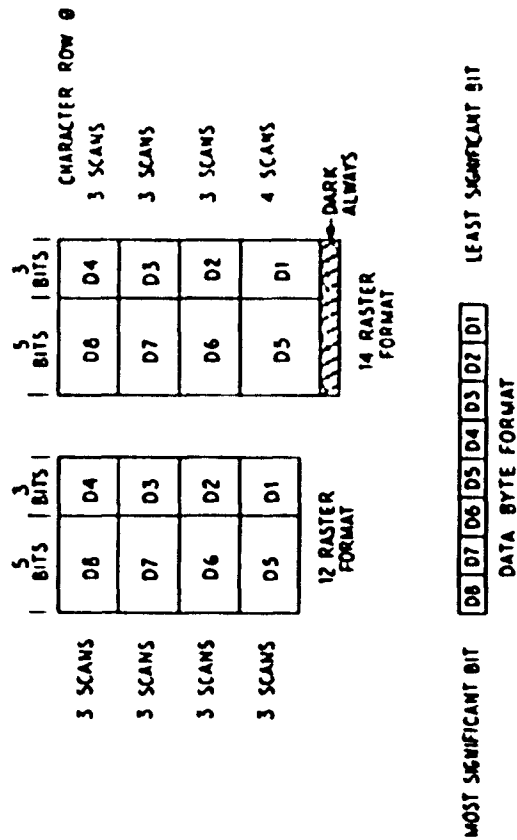 CHARACTER ROW 0
5 BITS 3 BITS
5 BITS 3 BITS
3 SCANS D8 D4
D8 D4 3 SCANS
3 SCANS D7 D3
D7 D3 3 SCANS
3 SCANS D6 D2
D6 D2 3 SCANS
3 SCANS D5 D1
D5 D1 4 SCANS
DARK ALWAYS
12 RASTER
FORMAT
14 RASTER
FORMAT
MOST SIGNIFICANT BIT D8 D7 D6 D5 D4 D3 D2 D1 LEAST SIGNIFICANT BIT
DATA BYTE FORMAT